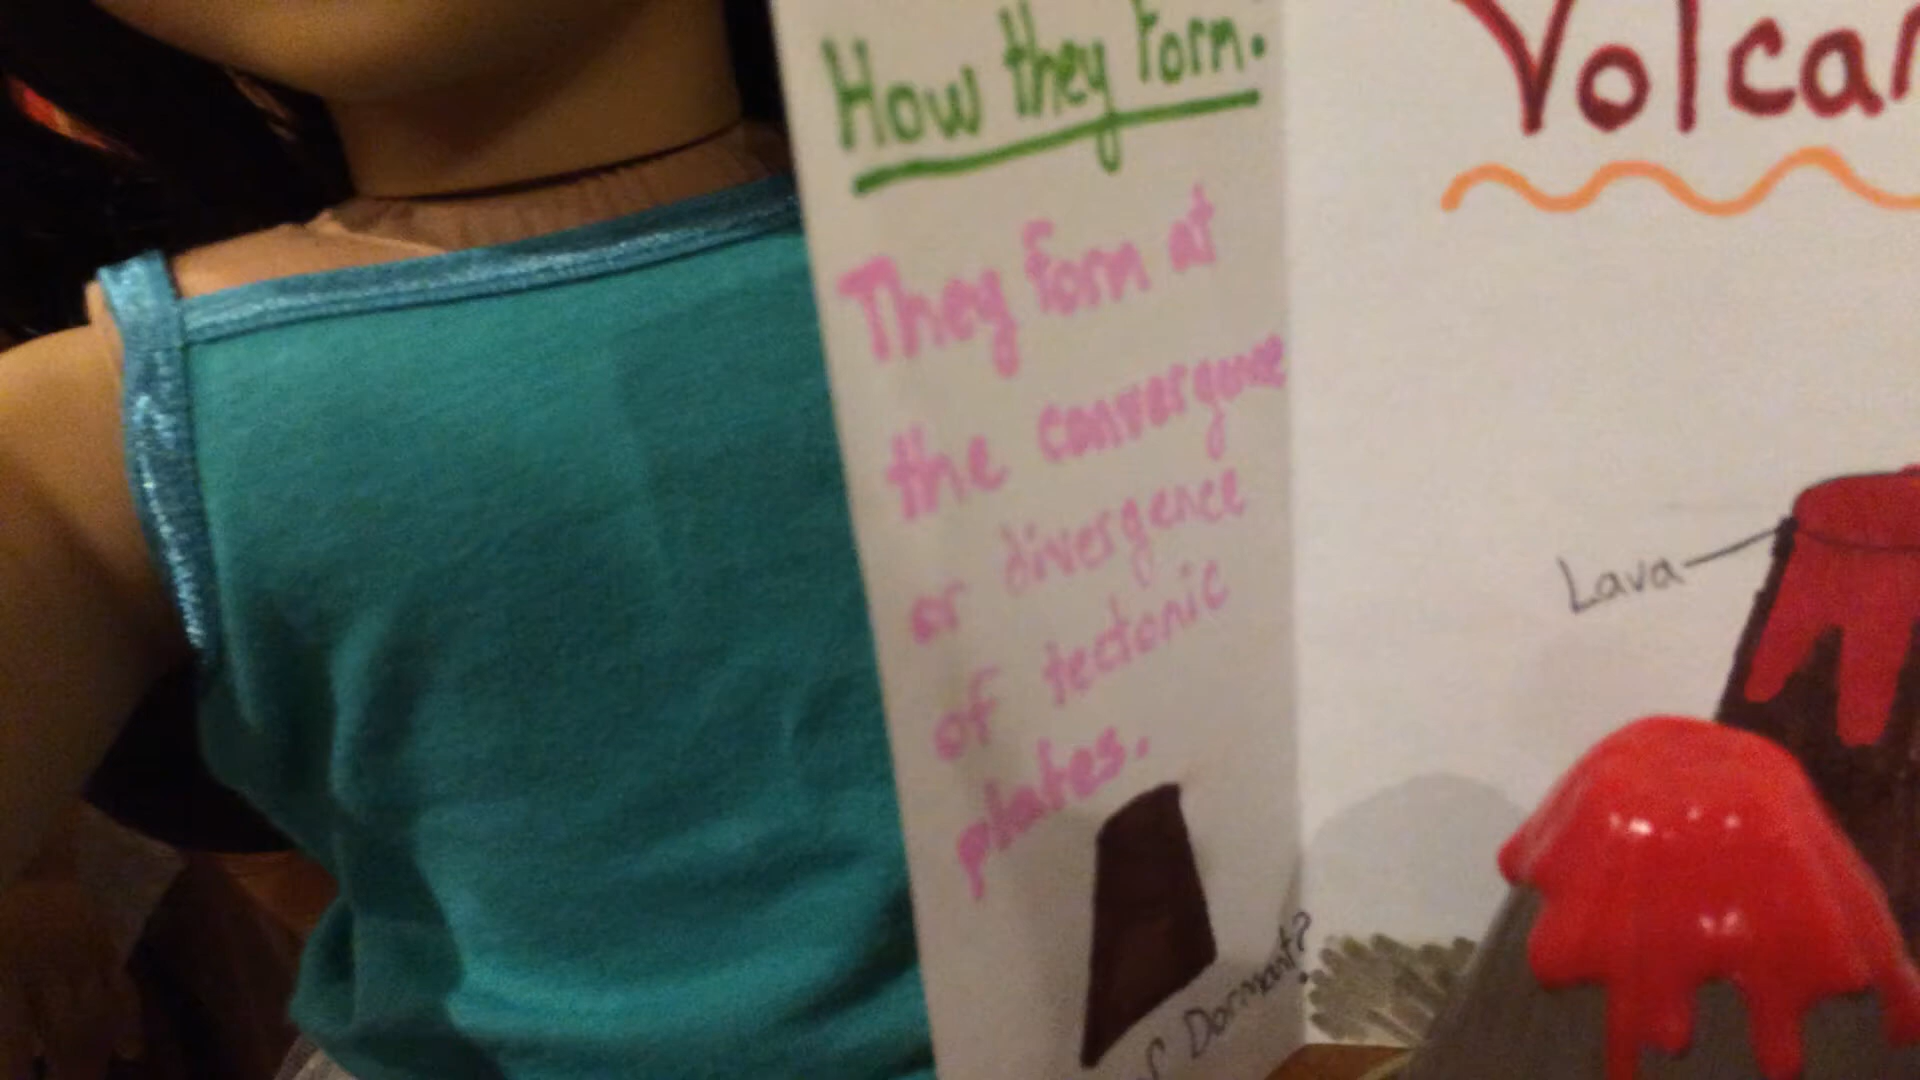 How they Form:
They form at
the convergence
or divergence
of tectonic
plates.
Dormant?
Volcan
Lava